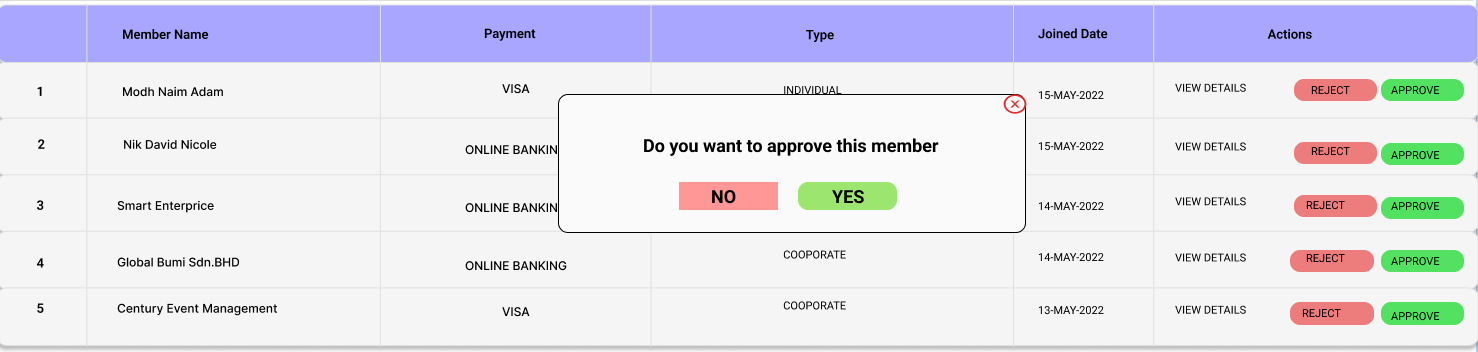 Member Name Payment Type Joined Date Actions
1 Modh Naim Adam VISA INDIVIDUAL 15-MAY-2022 VIEW DETAILS REJECT APPROVE
2 Nik David Nicole ONLINE BANKIN 15-MAY-2022 VIEW DETAILS REJECT APPROVE
Do you want to approve this member
NO YES
3 Smart Enterprice ONLINE BANKIN 14-MAY-2022 VIEW DETAILS REJECT APPROVE
4 Global Bumi Sdn.BHD ONLINE BANKING COOPORATE 14-MAY-2022 VIEW DETAILS REJECT APPROVE
5 Century Event Management VISA COOPORATE 13-MAY-2022 VIEW DETAILS REJECT APPROVE